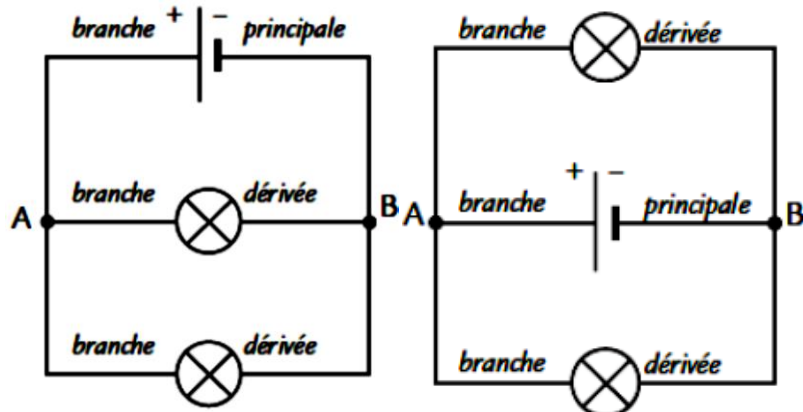 branche + − principale
A branche dérivée B
branche dérivée
branche dérivée
+ −
A branche principale B
branche dérivée